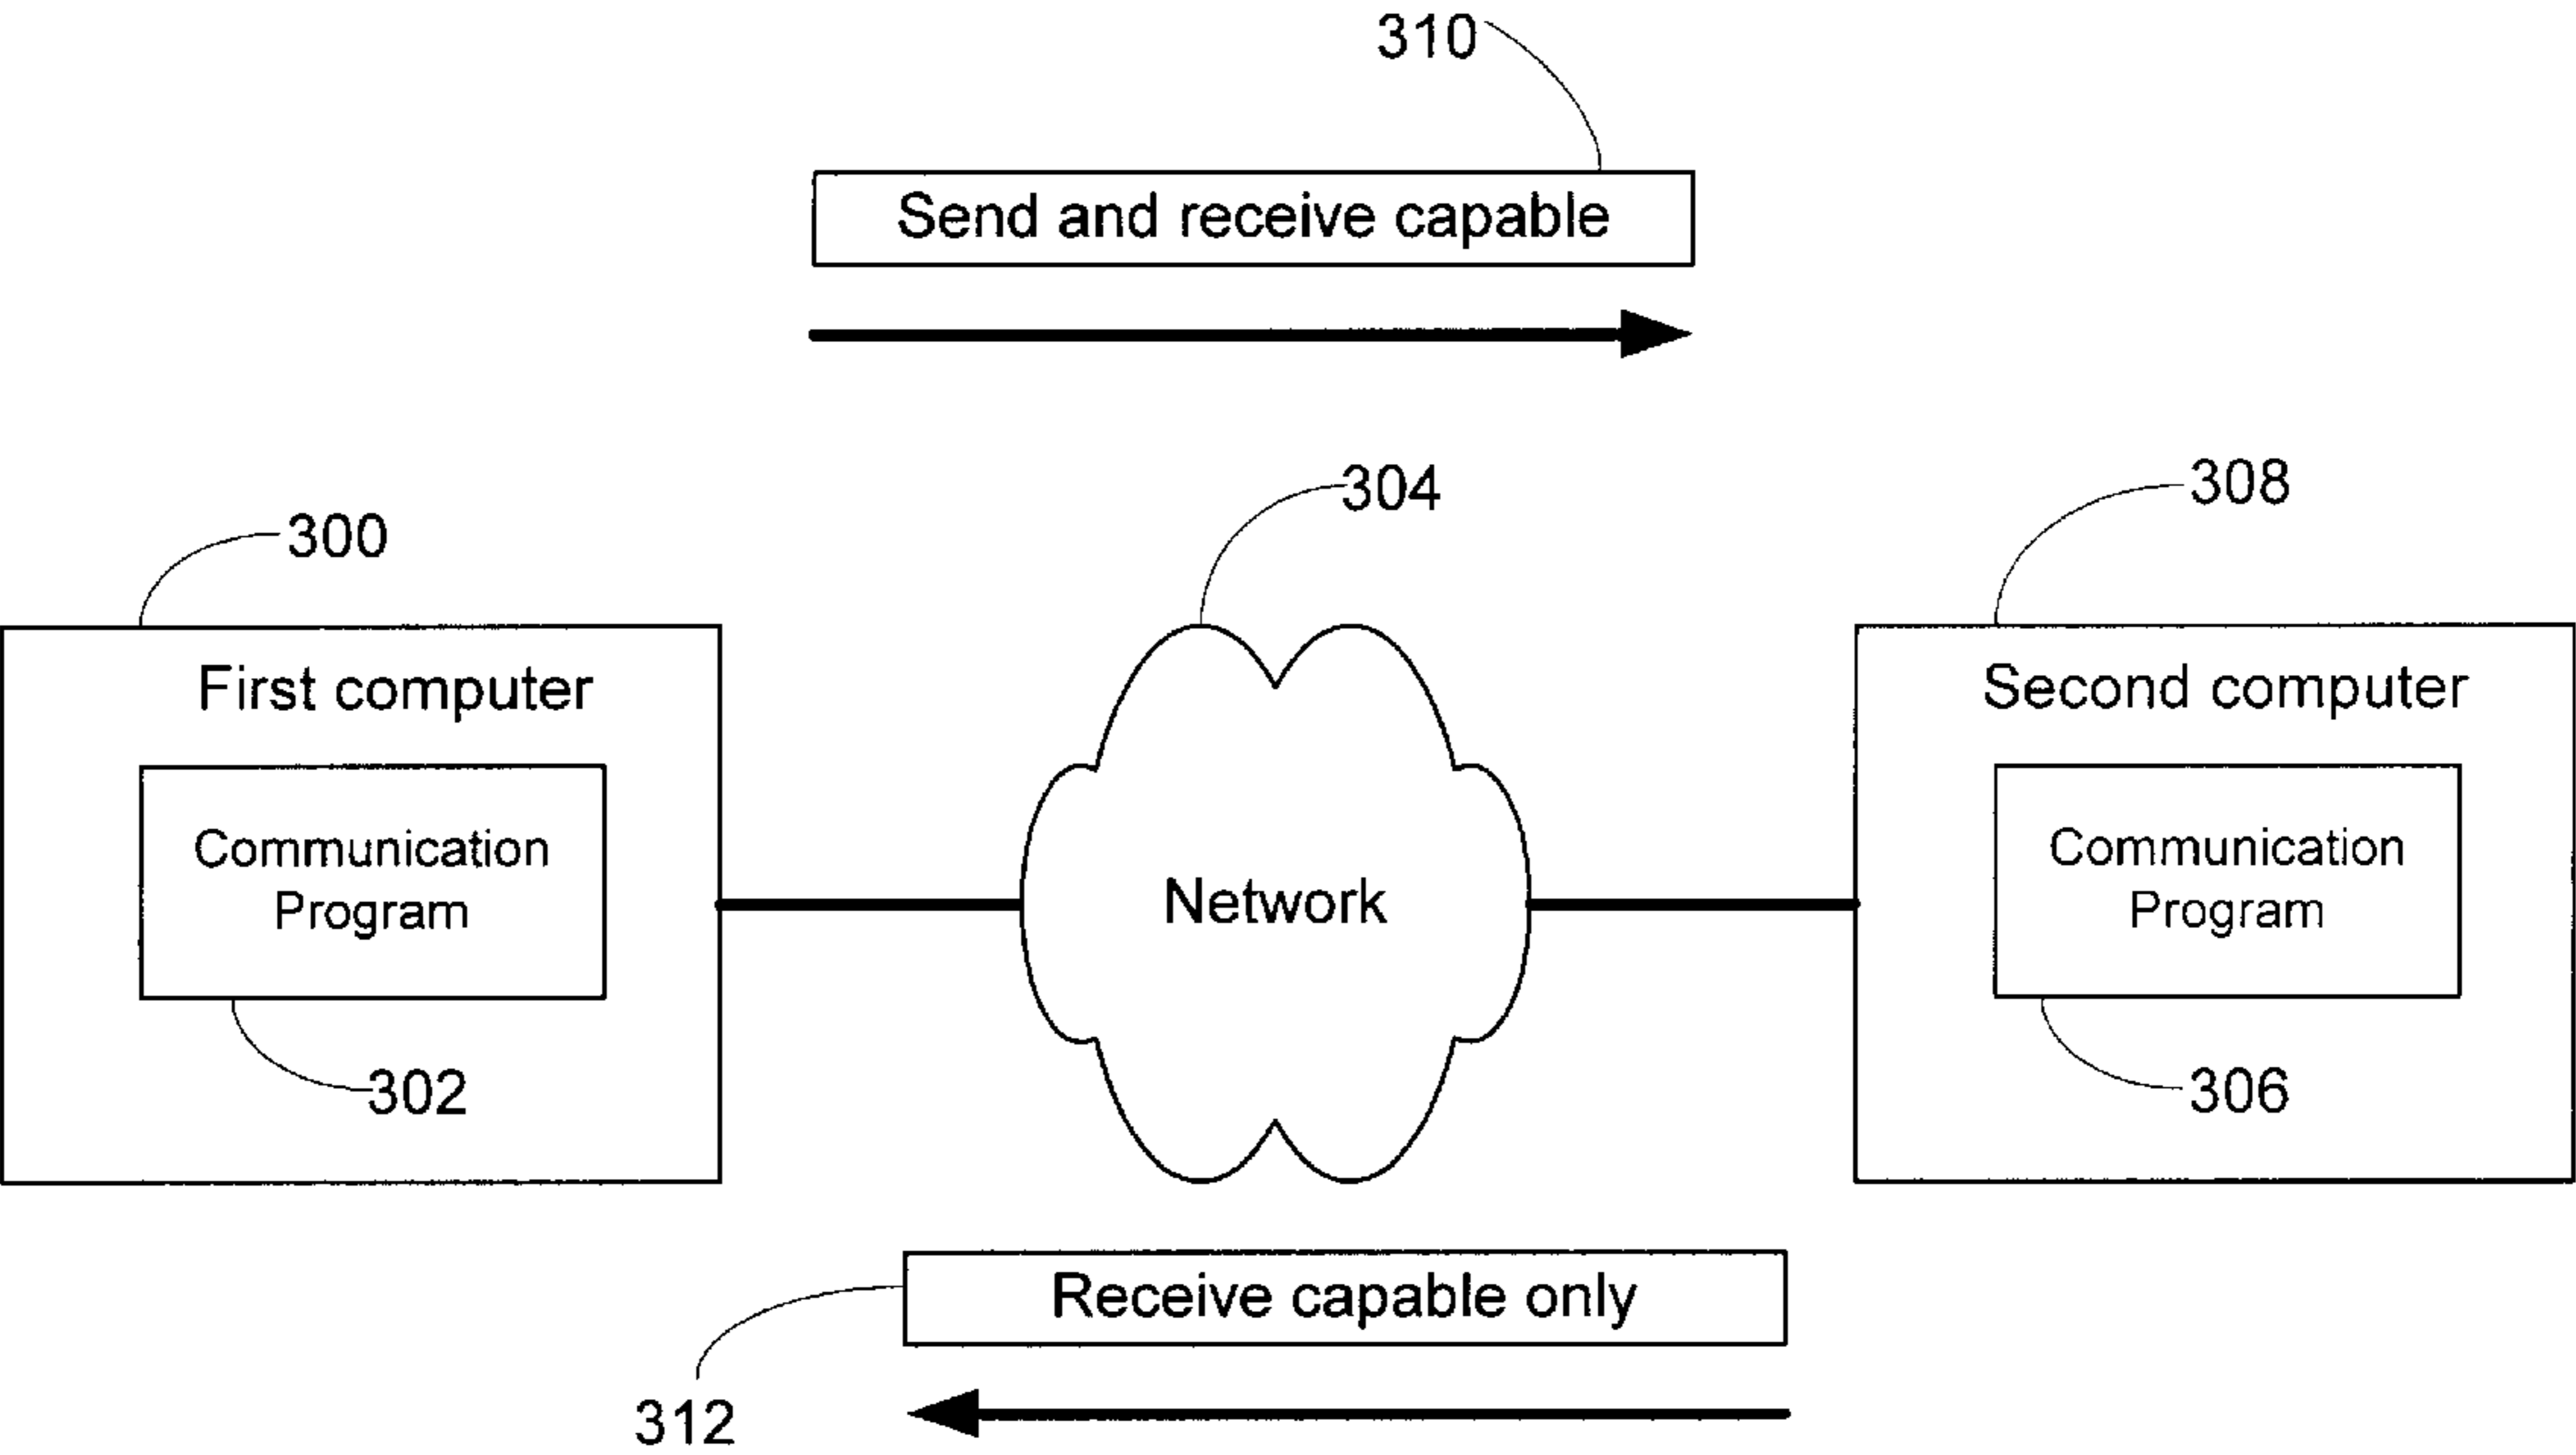 310
Send and receive capable
304
308
300
First computer
Second computer
Communication
Program
Network
Communication
Program
302
306
Receive capable only
312